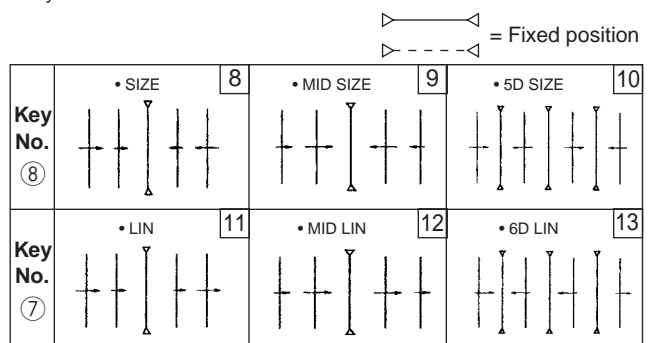 = Fixed position
• SIZE 8 • MID SIZE 9 • 5D SIZE 10
Key
No.
⑧
• LIN 11 • MID LIN 12 • 6D LIN 13
Key
No.
⑦